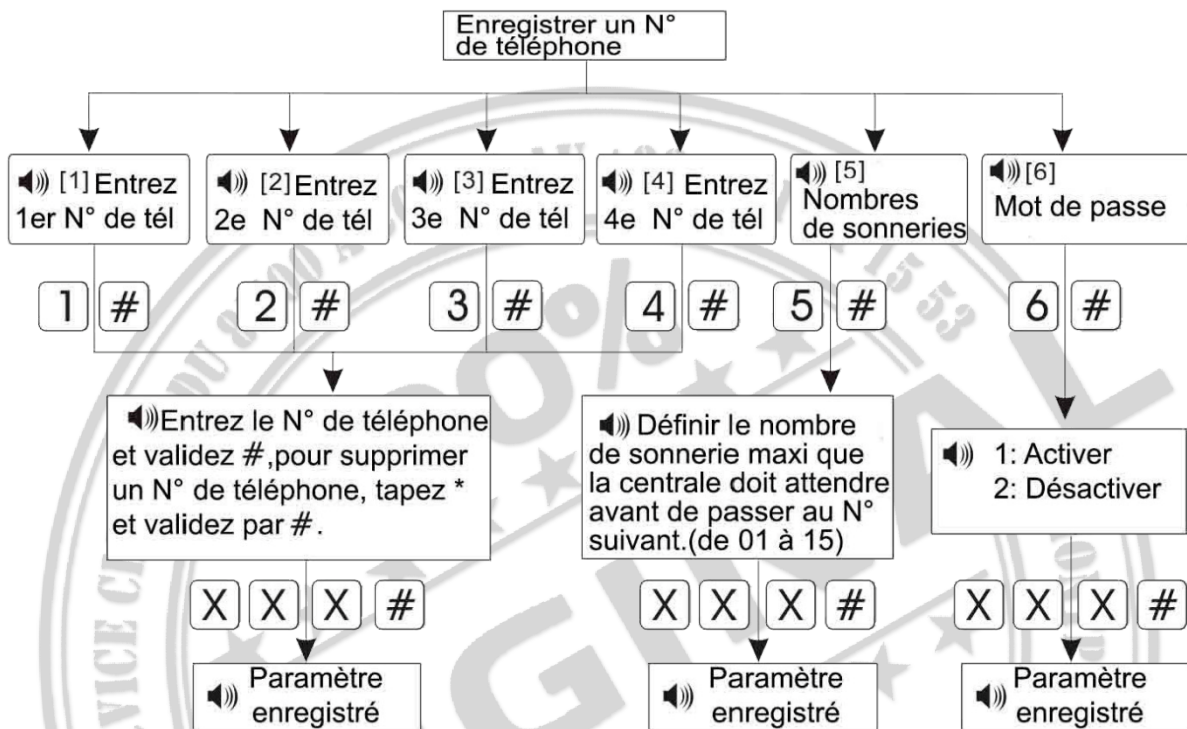 Enregistrer un N°
de téléphone
[1] Entrez
1er N° de tél
[2] Entrez
2e N° de tél
[3] Entrez
3e N° de tél
[4] Entrez
4e N° de tél
[5]
Nombres
de sonneries
[6]
Mot de passe
1 #
2 #
3 #
4 #
5 #
6 #
Entrez le N° de téléphone
et validez #,pour supprimer
un N° de téléphone, tapez *
et validez par #.
Définir le nombre
de sonnerie maxi que
la centrale doit attendre
avant de passer au N°
suivant.(de 01 à 15)
1: Activer
2: Désactiver
X X X #
X X X #
X X X #
Paramètre
enregistré
Paramètre
enregistré
Paramètre
enregistré
15 53